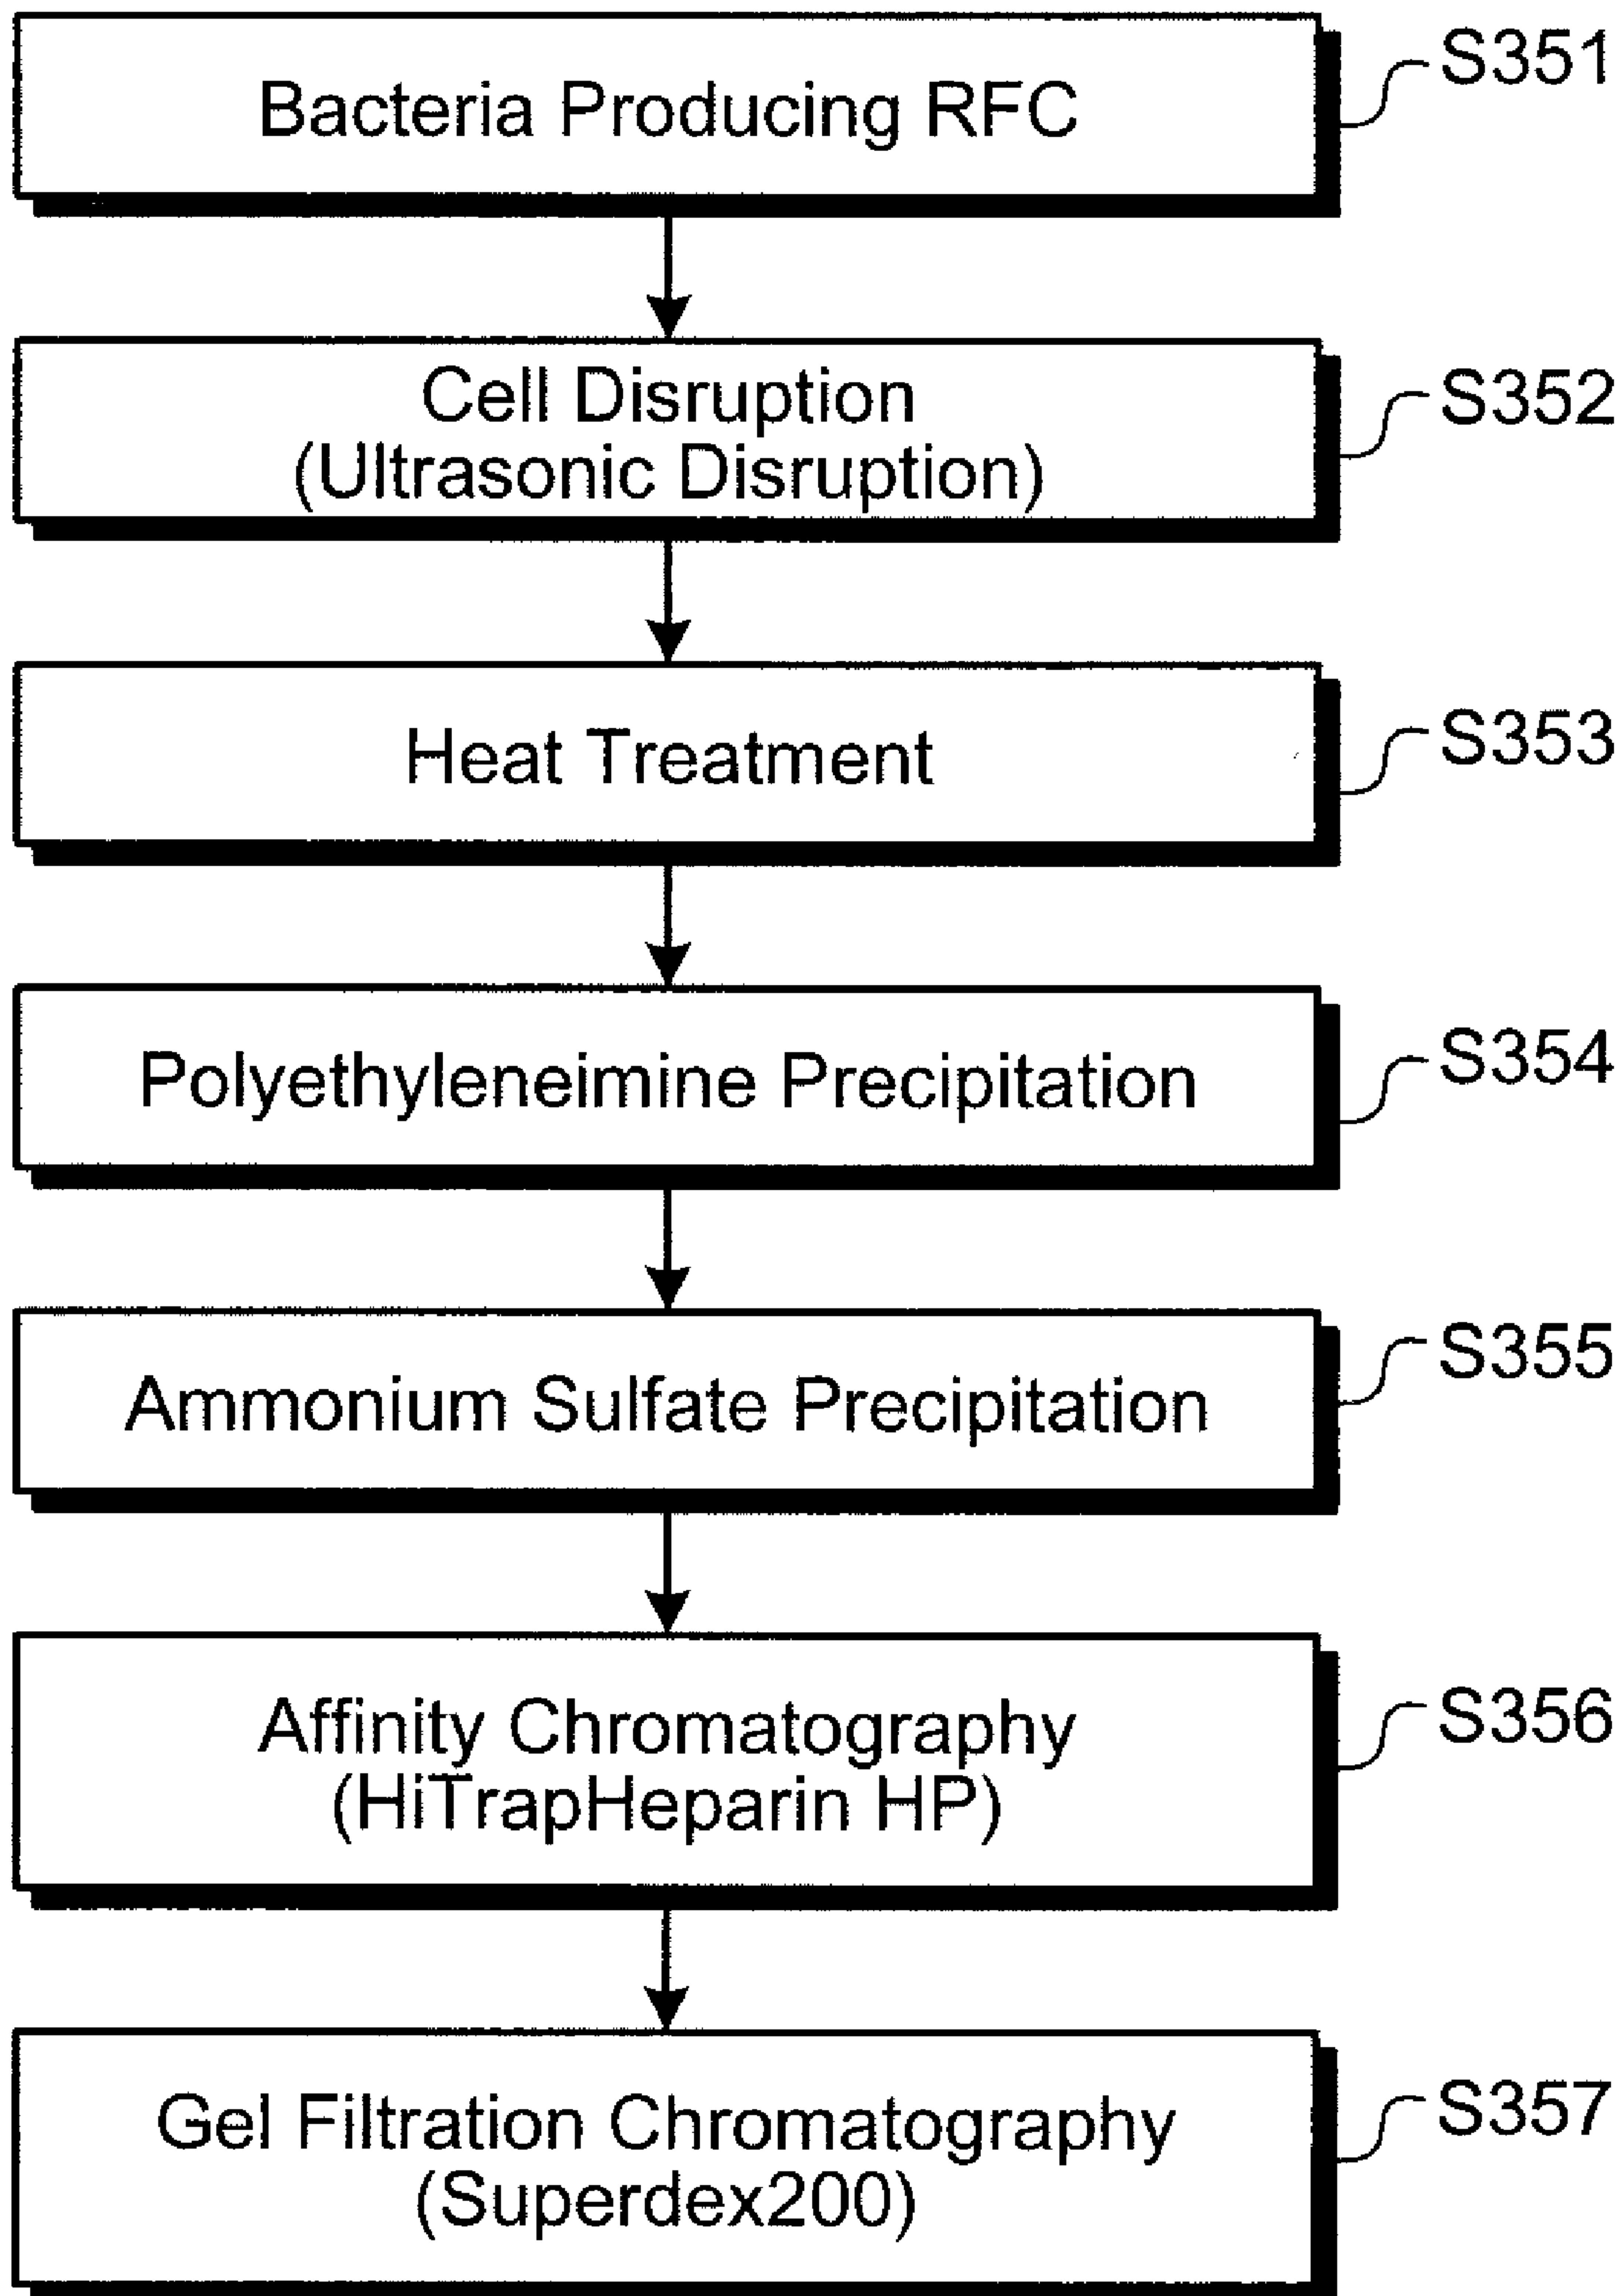 Bacteria Producing RFC
S351
Cell Disruption
(Ultrasonic Disruption)
S352
Heat Treatment
S353
Polyethyleneimine Precipitation
S354
Ammonium Sulfate Precipitation
S355
Affinity Chromatography
(HiTrapHeparin HP)
S356
Gel Filtration Chromatography
(Superdex200)
S357